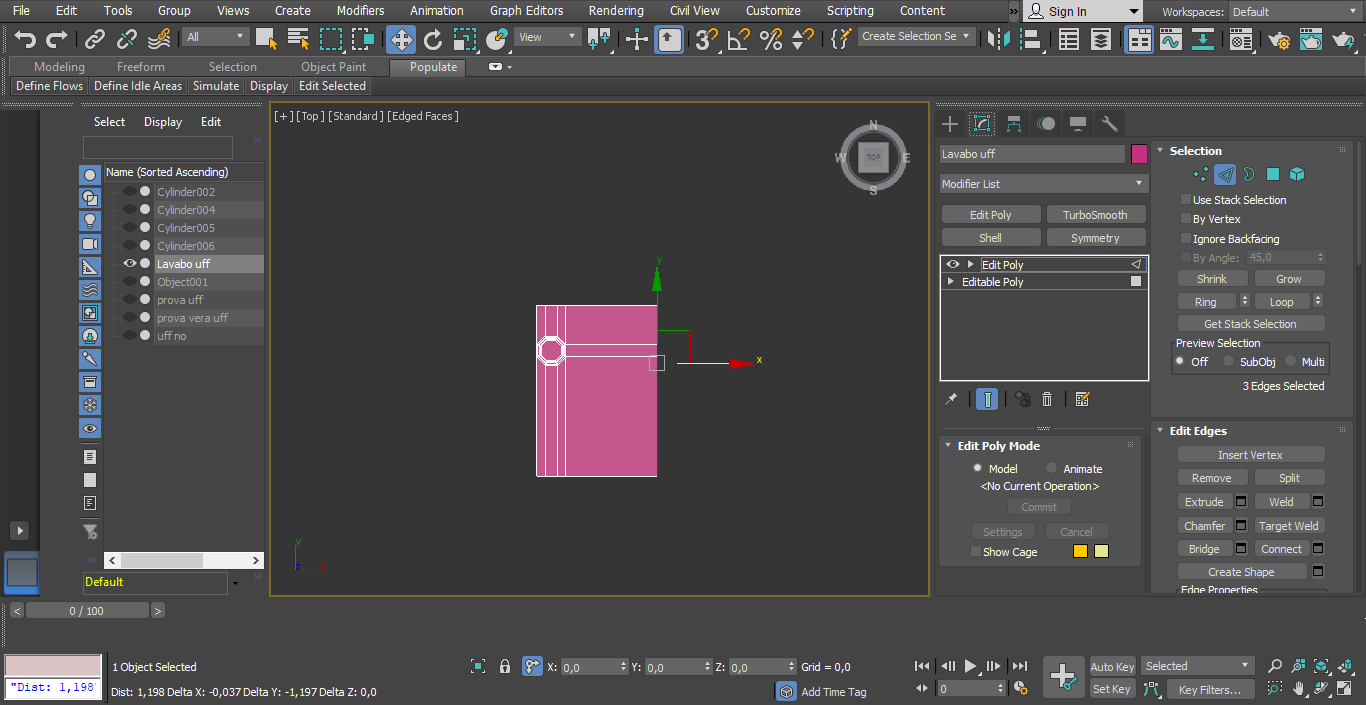 File Edit Tools Group Views Create Modifiers Animation Graph Editors Rendering Civil View Customize Scripting Content » Sign In Workspaces: Default
All View 3 Create Selection Se
Modeling Freeform Selection Object Paint Populate
Define Flows Define Idle Areas Simulate Display Edit Selected
Select Display Edit
Name (Sorted Ascending)
Cylinder002
Cylinder004
Cylinder005
Cylinder006
Lavabo uff
Object001
prova uff
prova vera uff
uff no
Default
[+] [Top] [Standard] [Edged Faces]
N
W TOP E
S
y
x
y
z x
Lavabo uff
Modifier List
Edit Poly TurboSmooth
Shell Symmetry
Edit Poly
Editable Poly
Edit Poly Mode
Model Animate
<No Current Operation>
Commit
Settings Cancel
Show Cage
Selection
Use Stack Selection
By Vertex
Ignore Backfacing
By Angle: 45,0
Shrink Grow
Ring Loop
Get Stack Selection
Preview Selection
Off SubObj Multi
3 Edges Selected
Edit Edges
Insert Vertex
Remove Split
Extrude Weld
Chamfer Target Weld
Bridge Connect
Create Shape
Edge Properties
< 0 / 100 >
1 Object Selected X: 0,0 Y: 0,0 Z: 0,0 Grid = 0,0 Auto Key Selected
"Dist: 1,198 Dist: 1,198 Delta X: -0,037 Delta Y: -1,197 Delta Z: 0,0 Add Time Tag 0 Set Key Key Filters...